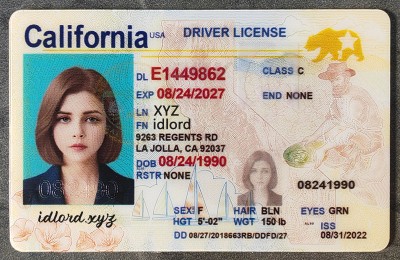 California USA DRIVER LICENSE
DL E1449862 CLASS C
EXP 08/24/2027 END NONE
LN XYZ
FN idlord
9263 REGENTS RD
LA JOLLA, CA 92037
DOB 08/24/1990
RSTR NONE
08241990
idlord.xyz
SEX: F HAIR BLN EYES GRN
HGT 5'-02" WGT 150 lb ISS
DD 08/27/2018663RB/DDFD/27 08/31/2022